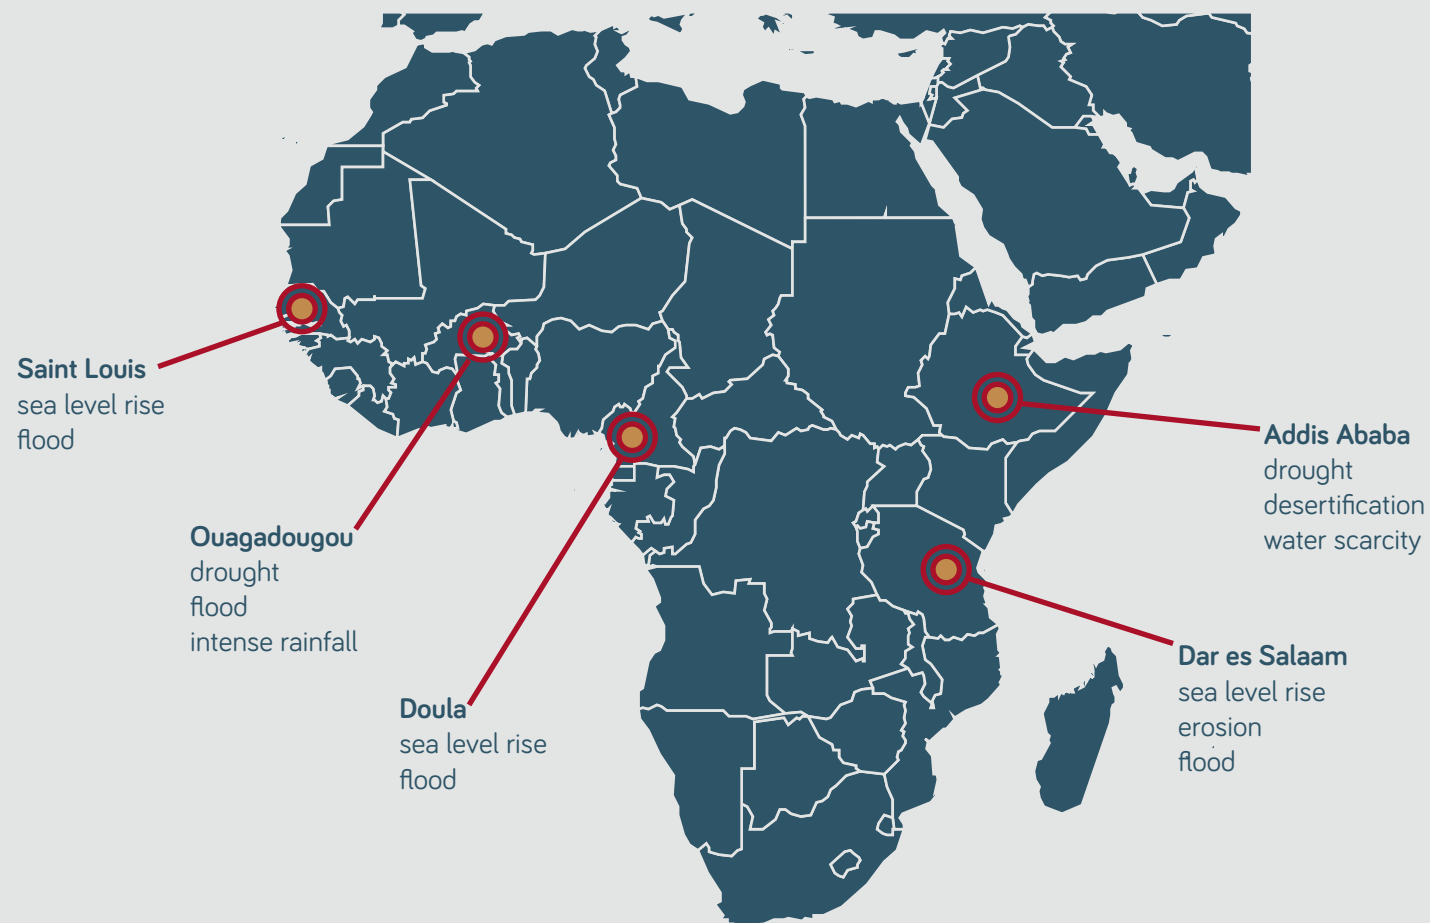 Saint Louis
sea level rise
flood
Ouagadougou
drought
flood
intense rainfall
Doula
sea level rise
flood
Addis Ababa
drought
desertification
water scarcity
Dar es Salaam
sea level rise
erosion
flood